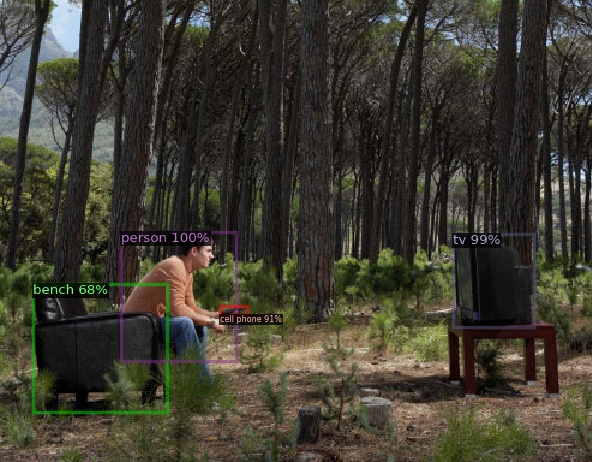 person 100%
tv 99%
bench 68%
cell phone 91%